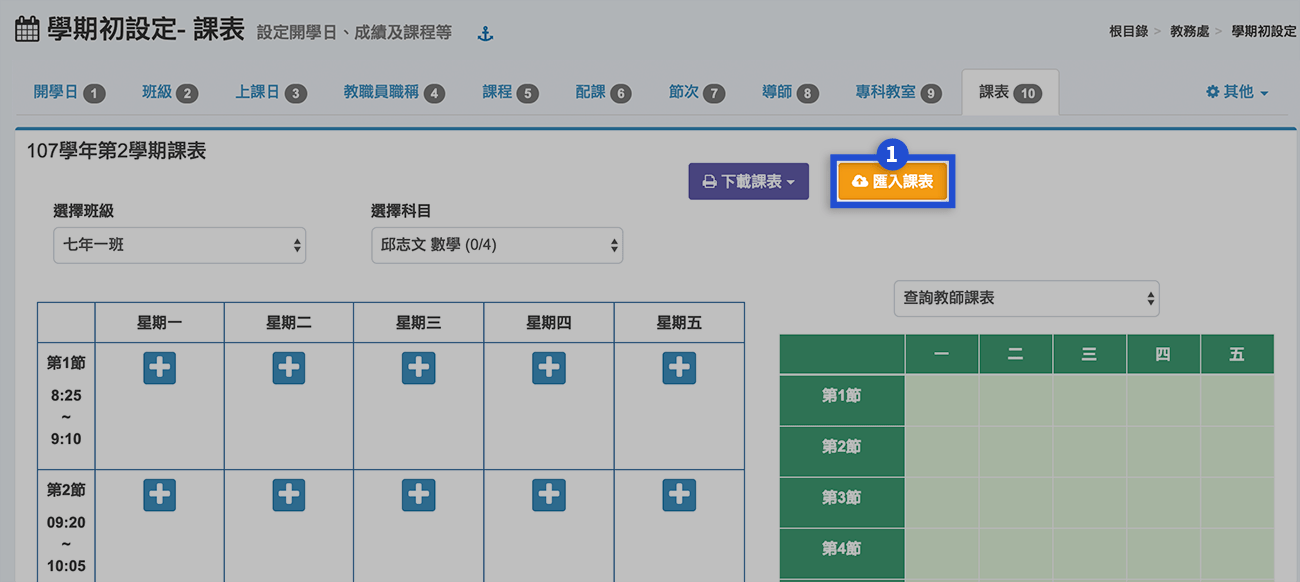 學期初設定- 課表 設定開學日、成績及課程等
根目錄 > 教務處 > 學期初設定
開學日 1 班級 2 上課日 3 教職員職稱 4 課程 5 配課 6 節次 7 導師 8 專科教室 9 課表 10 其他
107學年第2學期課表
1
下載課表 匯入課表
選擇班級 選擇科目
七年一班 邱志文 數學 (0/4)
查詢教師課表
星期一 星期二 星期三 星期四 星期五
第1節
8:25
~
9:10
第2節
09:20
~
10:05
一 二 三 四 五
第1節
第2節
第3節
第4節